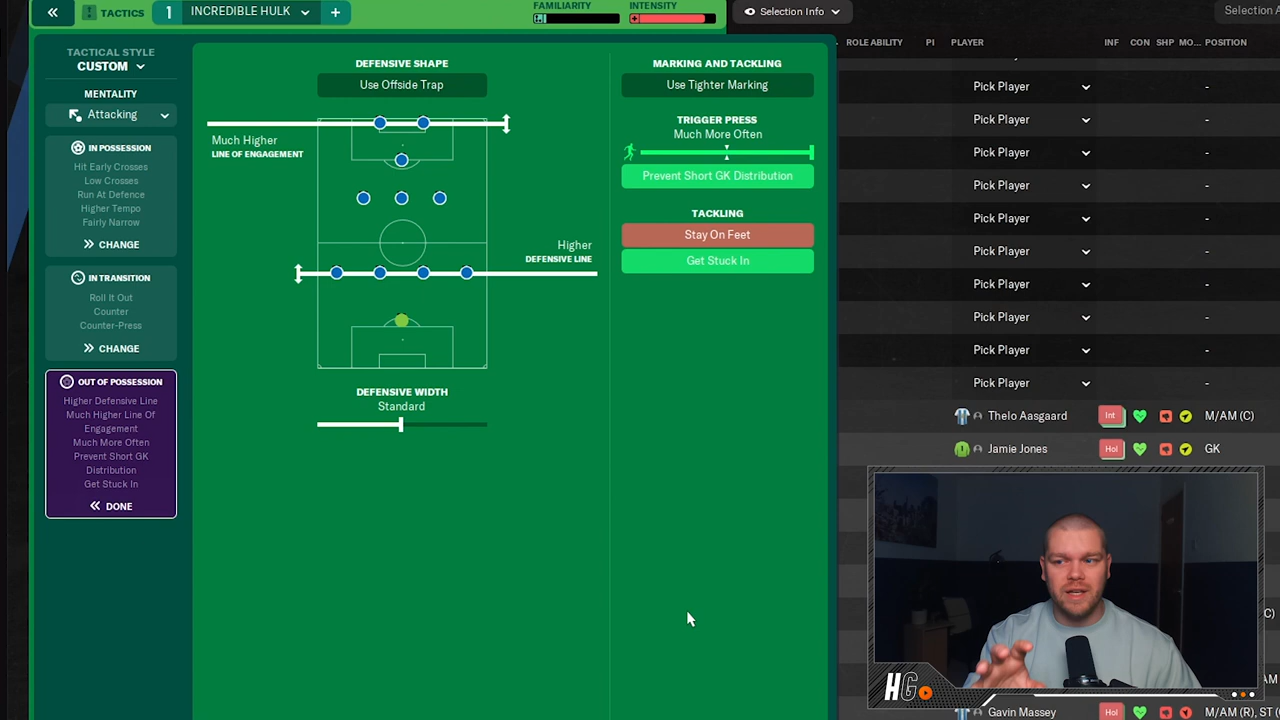 TACTICS
1
INCREDIBLE HULK
+
FAMILIARITY
INTENSITY
Selection Info
TACTICAL STYLE
CUSTOM
MENTALITY
Attacking
IN POSSESSION
Hit Early Crosses
Low Crosses
Run At Defence
Higher Tempo
Fairly Narrow
CHANGE
IN TRANSITION
Roll It Out
Counter
Counter-Press
CHANGE
OUT OF POSSESSION
Higher Defensive Line
Much Higher Line Of
Engagement
Much More Often
Prevent Short GK
Distribution
Get Stuck In
DONE
DEFENSIVE SHAPE
Use Offside Trap
Much Higher
LINE OF ENGAGEMENT
Higher
DEFENSIVE LINE
DEFENSIVE WIDTH
Standard
MARKING AND TACKLING
Use Tighter Marking
TRIGGER PRESS
Much More Often
Prevent Short GK Distribution
TACKLING
Stay On Feet
Get Stuck In
ROLE ABILITY PI PLAYER INF CON SHP MO... POSITION
Pick Player -
Pick Player -
Pick Player -
Pick Player -
Pick Player -
Pick Player -
Pick Player -
Pick Player -
Pick Player -
Pick Player -
Thelo Aasgaard Int M/AM (C)
Jamie Jones Hol GK
HG
Gavin Massey Hol M/AM (R), ST (